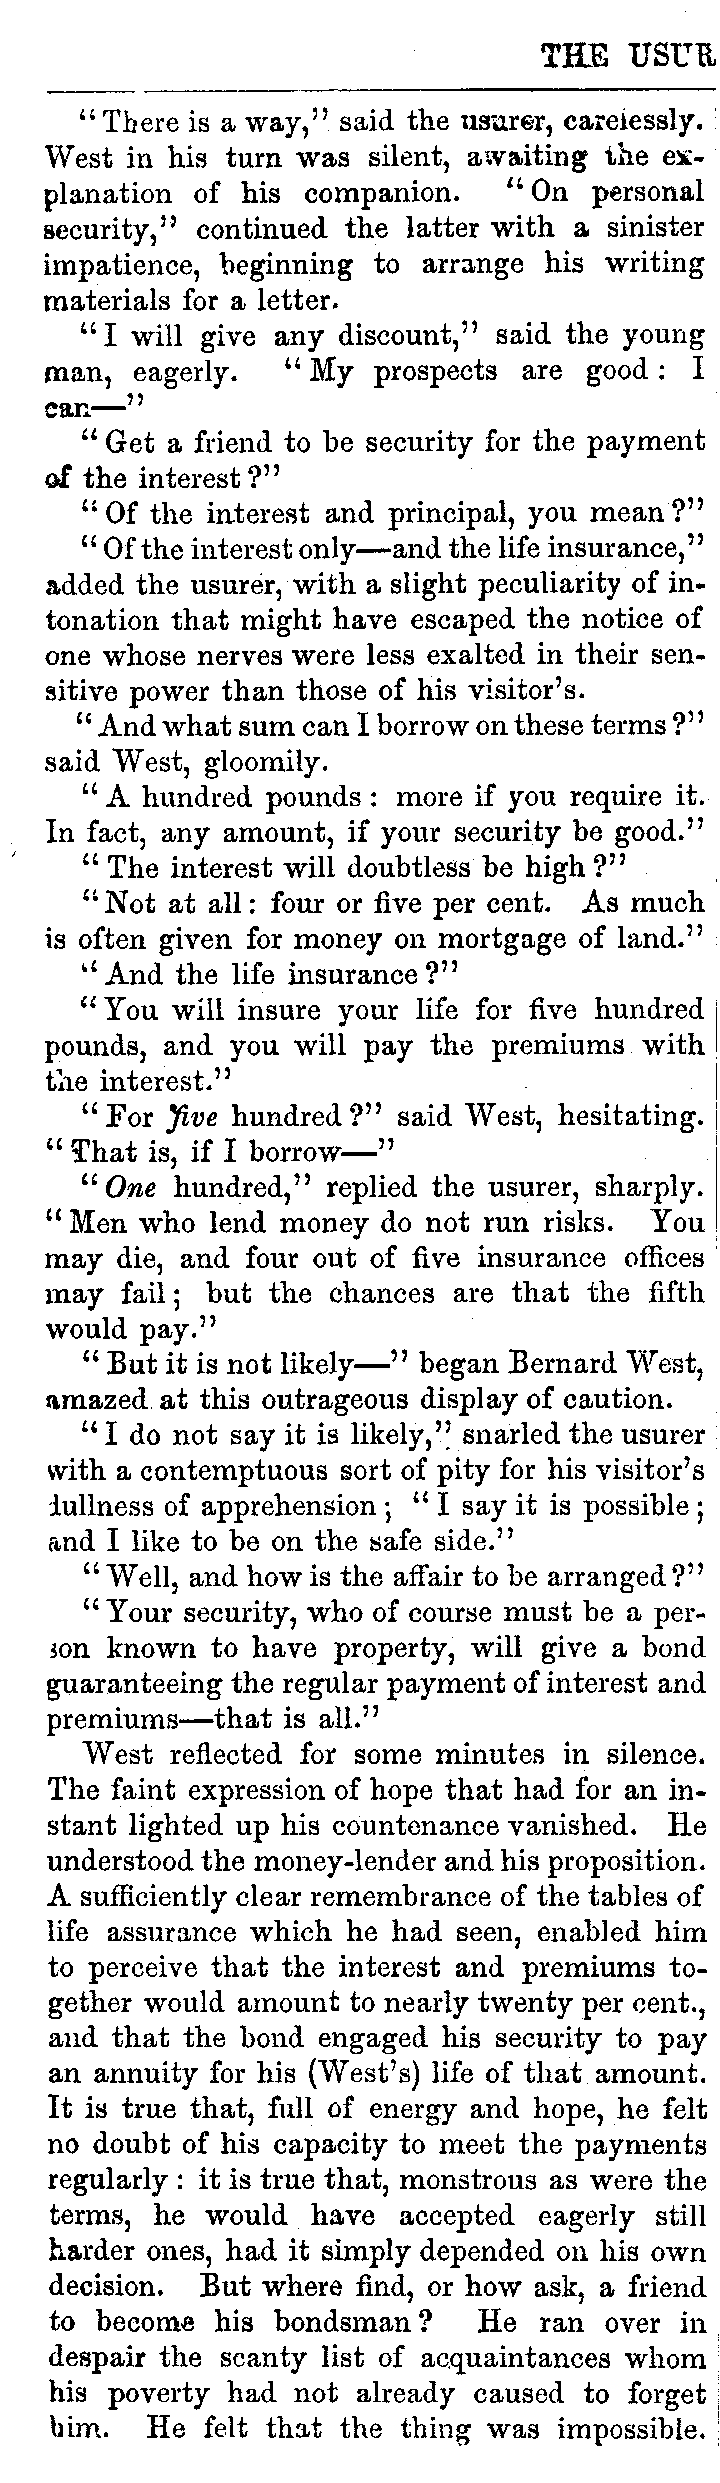 THE USUR
“There is a way,” said the usurer, carelessly.
West in his turn was silent, awaiting the ex-
planation of his companion. “On personal
security,” continued the latter with a sinister
impatience, beginning to arrange his writing
materials for a letter.
“I will give any discount,” said the young
man, eagerly. “My prospects are good: I
can—”
“Get a friend to be security for the payment
of the interest?”
“Of the interest and principal, you mean?”
“Of the interest only—and the life insurance,”
added the usurer, with a slight peculiarity of in-
tonation that might have escaped the notice of
one whose nerves were less exalted in their sen-
sitive power than those of his visitor’s.
“And what sum can I borrow on these terms?”
said West, gloomily.
“A hundred pounds: more if you require it.
In fact, any amount, if your security be good.”
“The interest will doubtless be high?”
“Not at all: four or five per cent. As much
is often given for money on mortgage of land.”
“And the life insurance?”
“You will insure your life for five hundred
pounds, and you will pay the premiums with
the interest.”
“For five hundred?” said West, hesitating.
“That is, if I borrow—”
“One hundred,” replied the usurer, sharply.
“Men who lend money do not run risks. You
may die, and four out of five insurance offices
may fail; but the chances are that the fifth
would pay.”
“But it is not likely—” began Bernard West,
amazed at this outrageous display of caution.
“I do not say it is likely,” snarled the usurer
with a contemptuous sort of pity for his visitor’s
dullness of apprehension; “I say it is possible;
and I like to be on the safe side.”
“Well, and how is the affair to be arranged?”
“Your security, who of course must be a per-
son known to have property, will give a bond
guaranteeing the regular payment of interest and
premiums—that is all.”
West reflected for some minutes in silence.
The faint expression of hope that had for an in-
stant lighted up his countenance vanished. He
understood the money-lender and his proposition.
A sufficiently clear remembrance of the tables of
life assurance which he had seen, enabled him
to perceive that the interest and premiums to-
gether would amount to nearly twenty per cent.,
and that the bond engaged his security to pay
an annuity for his (West’s) life of that amount.
It is true that, full of energy and hope, he felt
no doubt of his capacity to meet the payments
regularly: it is true that, monstrous as were the
terms, he would have accepted eagerly still
harder ones, had it simply depended on his own
decision. But where find, or how ask, a friend
to become his bondsman? He ran over in
despair the scanty list of acquaintances whom
his poverty had not already caused to forget
him. He felt that the thing was impossible.